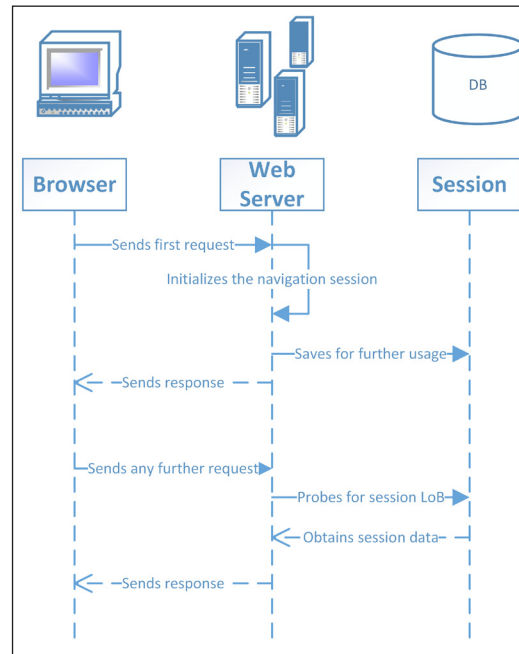 DB
Browser
Web
Server
Session
Sends first request
Initializes the navigation session
Saves for further usage
Sends response
Sends any further request
Probes for session LoB
Obtains session data
Sends response